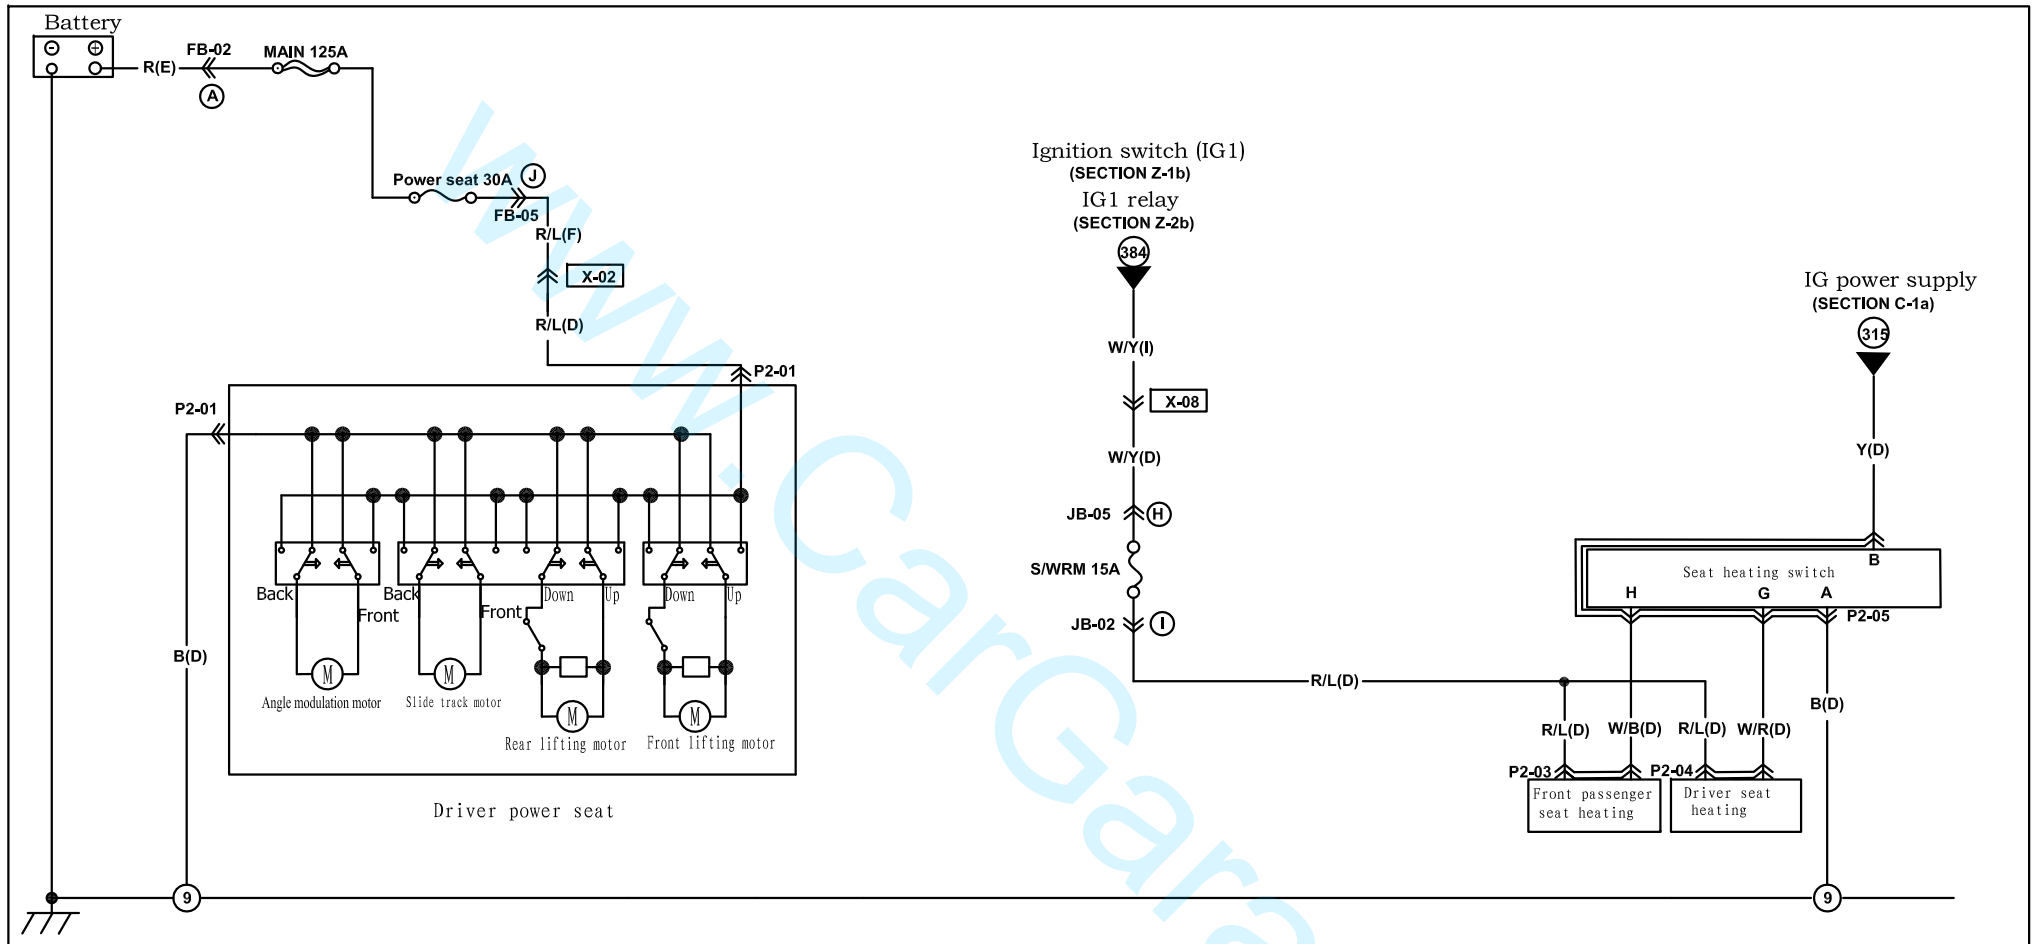 Battery
FB-02
MAIN 125A
R(E)
A
Power seat 30A
J
FB-05
R/L(F)
X-02
R/L(D)
P2-01
P2-01
B(D)
Back
Front
Back
Front
Down
Up
Down
Up
M
M
M
M
Angle modulation motor
Slide track motor
Rear lifting motor
Front lifting motor
Driver power seat
Ignition switch (IG1)
(SECTION Z-1b)
IG1 relay
(SECTION Z-2b)
384
W/Y(I)
X-08
W/Y(D)
JB-05
H
S/WRM 15A
JB-02
I
R/L(D)
IG power supply
(SECTION C-1a)
315
Y(D)
B
Seat heating switch
H
G
A
P2-05
B(D)
R/L(D)
W/B(D)
R/L(D)
W/R(D)
P2-03
P2-04
Front passenger
seat heating
Driver seat
heating
9
9
www.CarGara